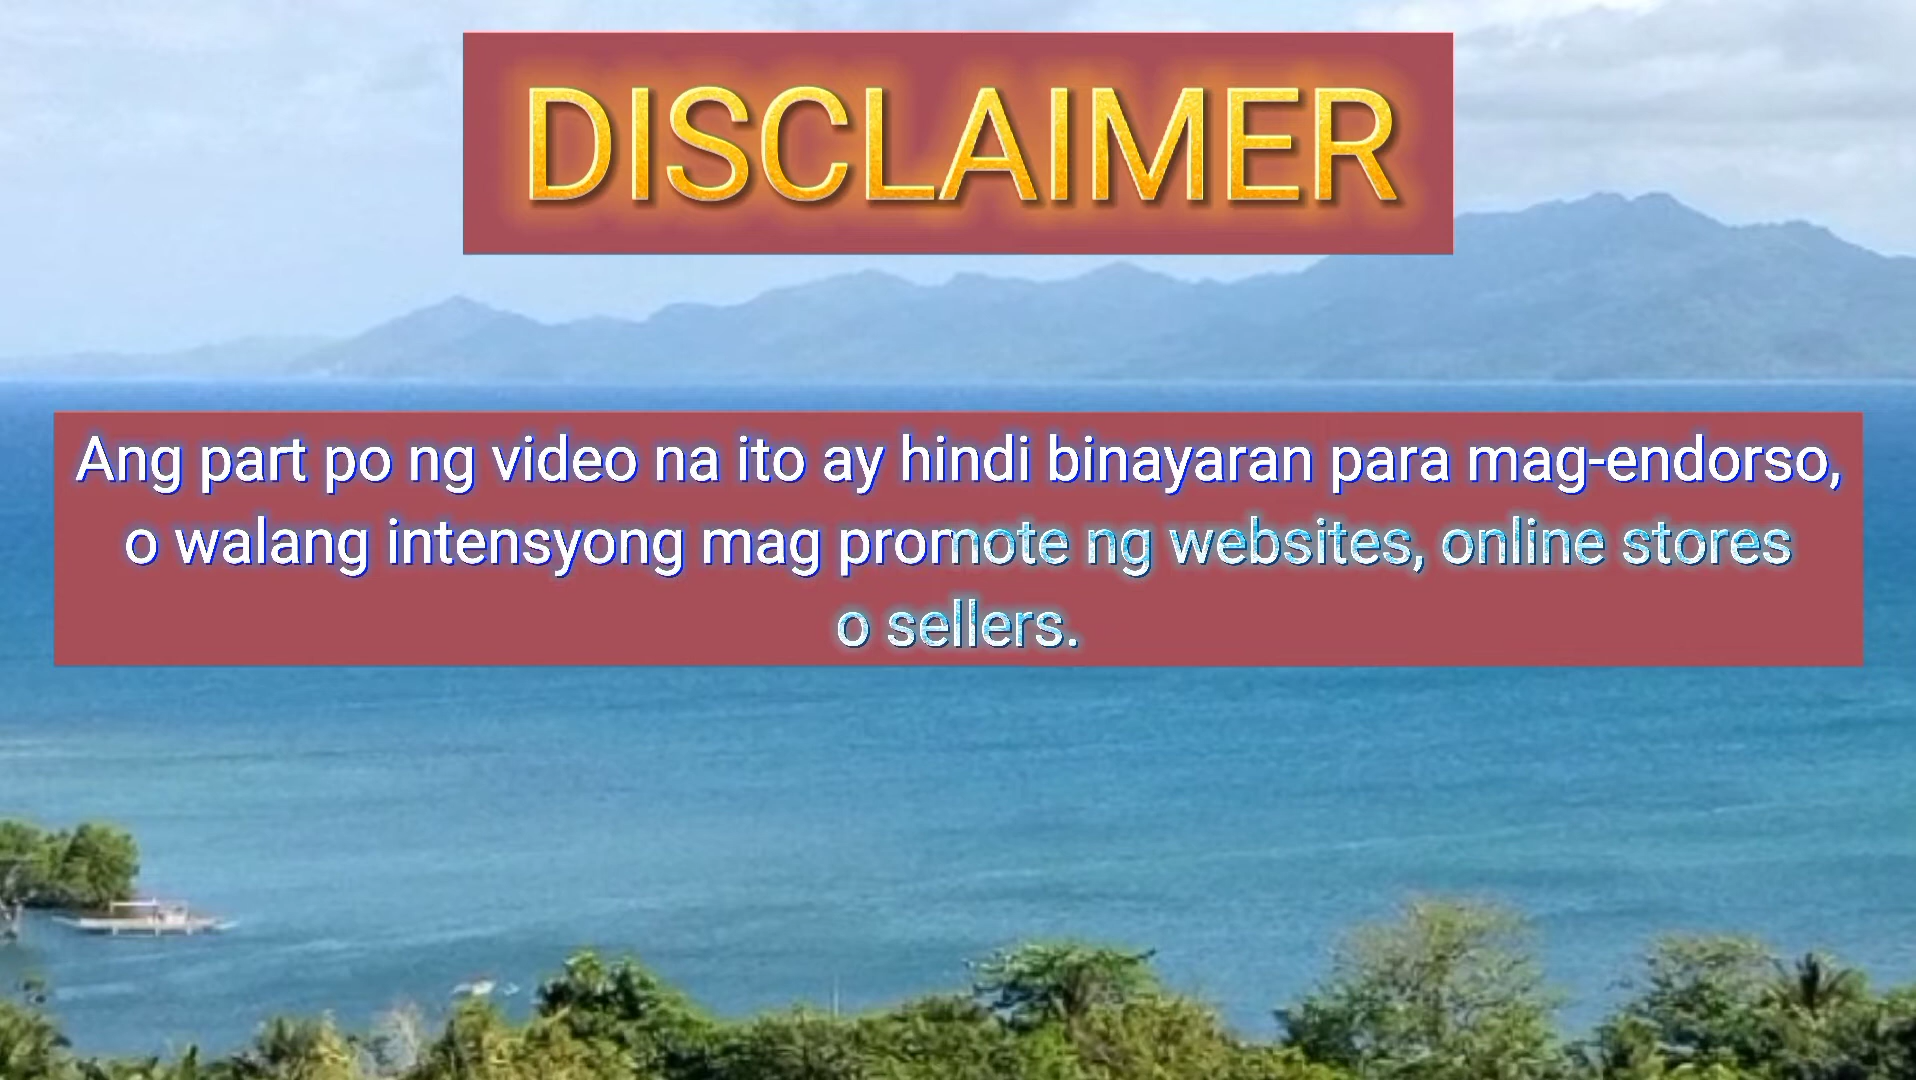 DISCLAIMER
Ang part po ng video na ito ay hindi binayaran para mag-endorso,
o walang intensyong mag promote ng websites, online stores
o sellers.